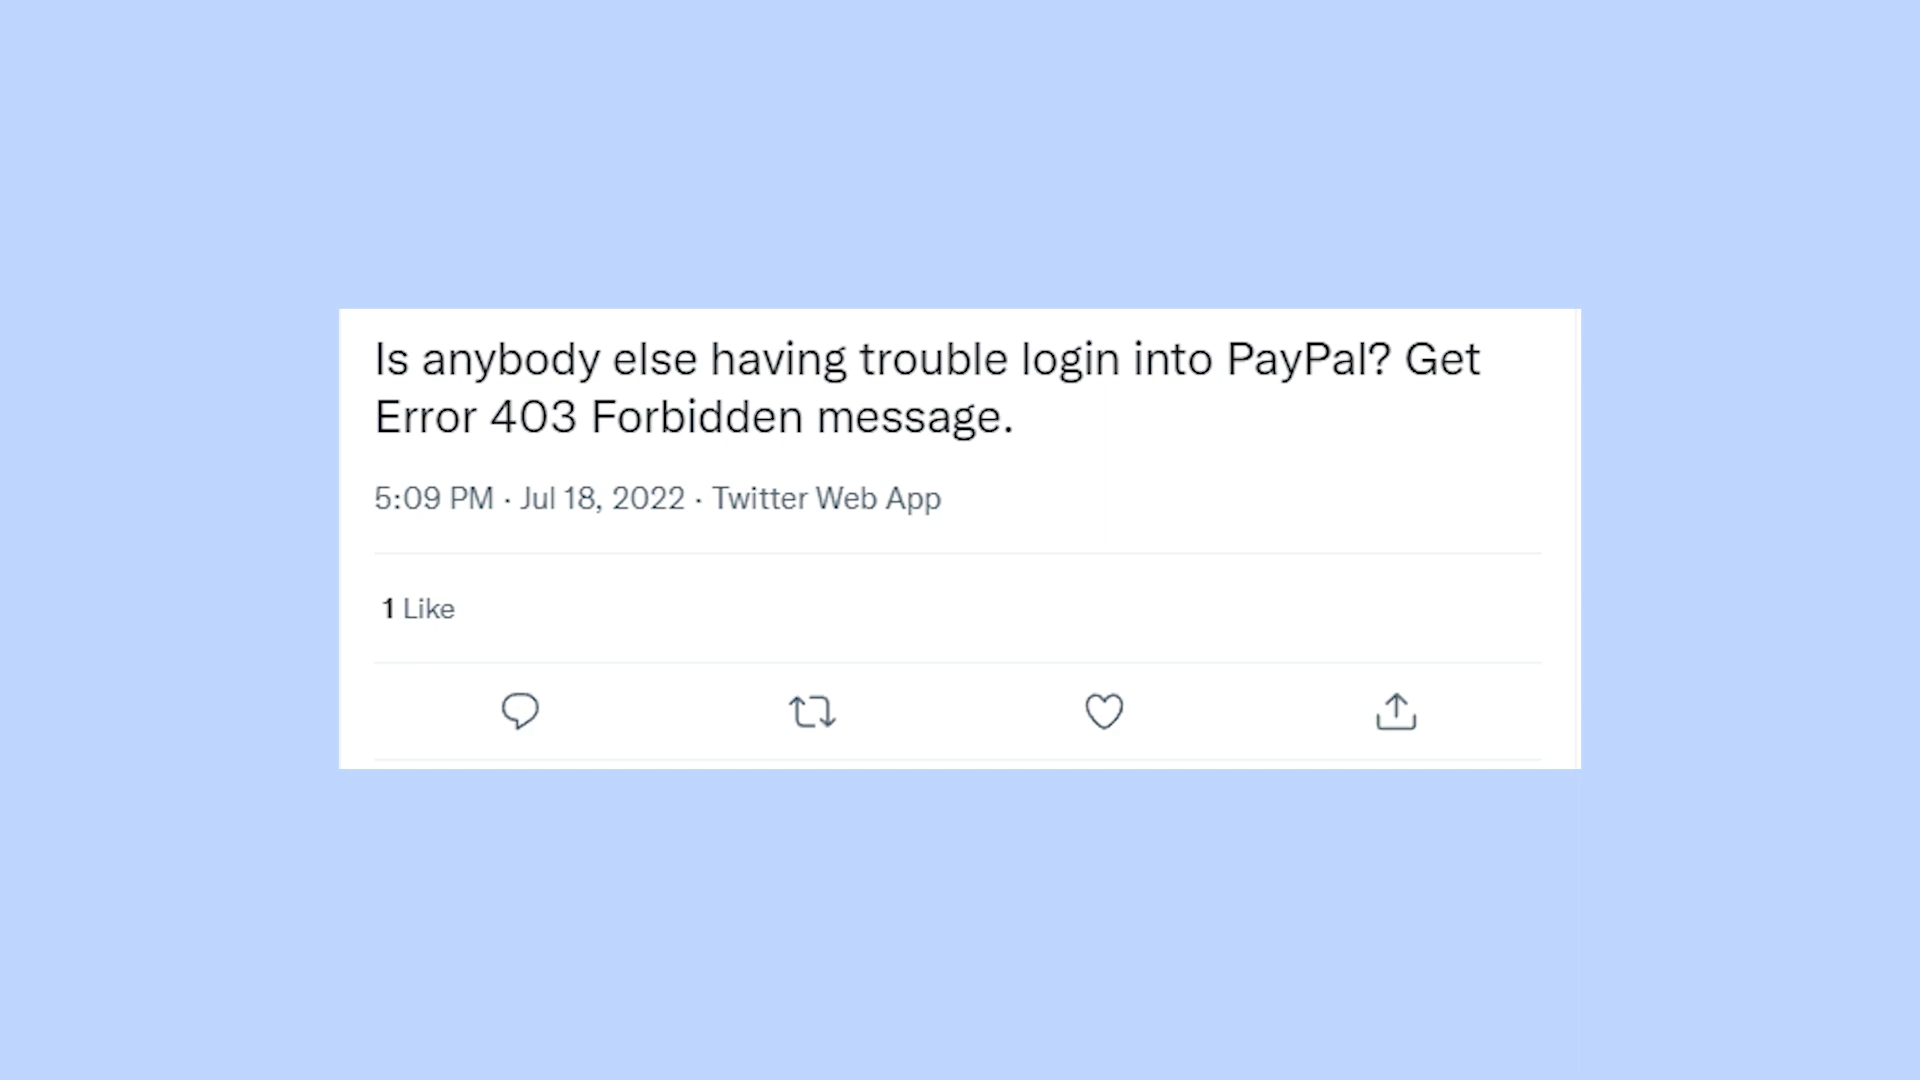 Is anybody else having trouble login into PayPal? Get
Error 403 Forbidden message.
5:09 PM · Jul 18, 2022 · Twitter Web App
1 Like